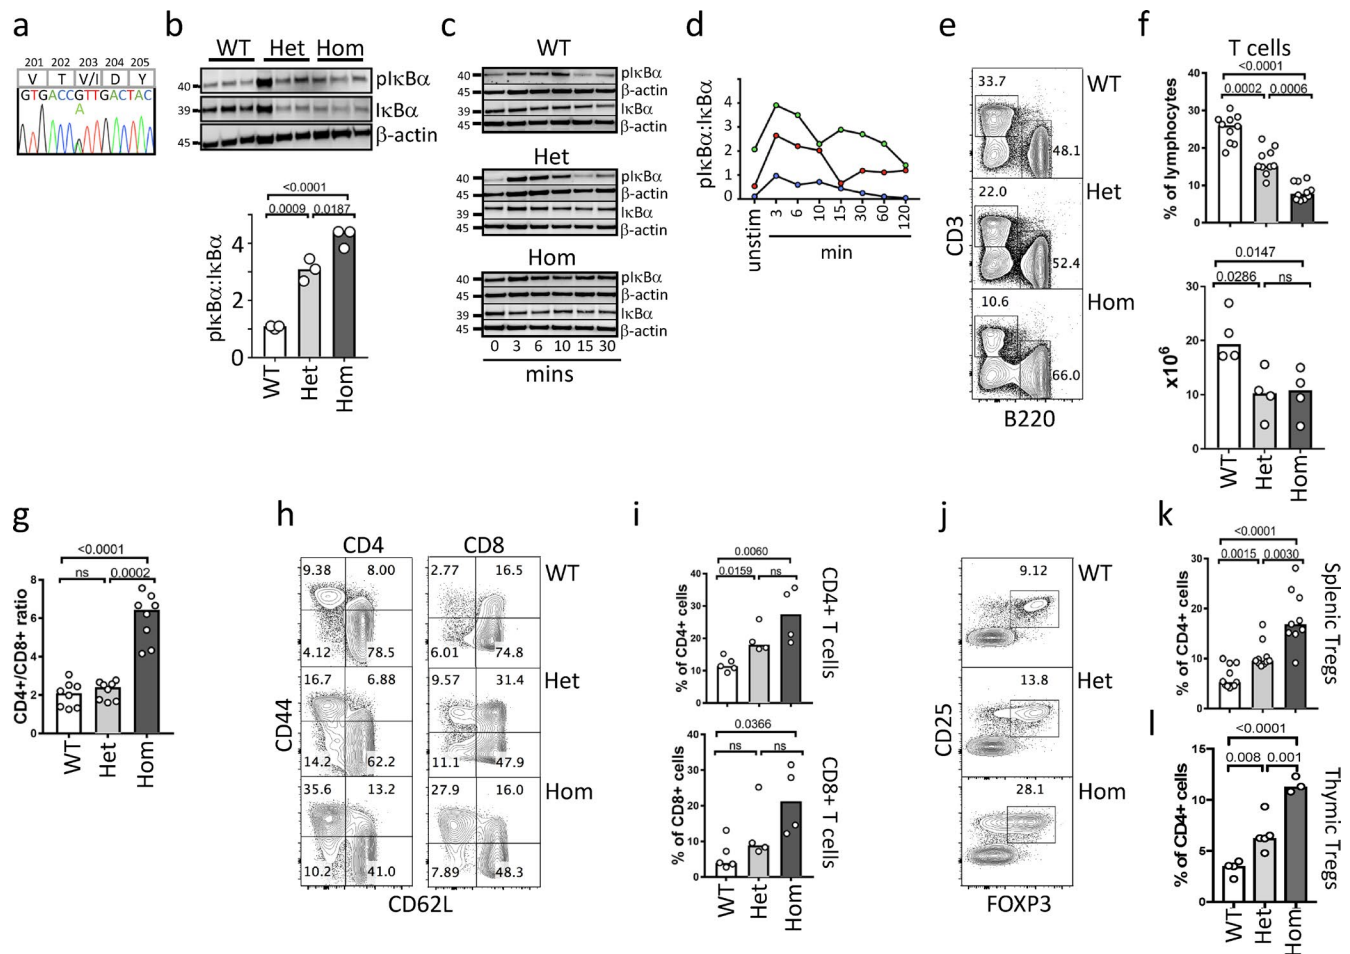 a
201 202 203 204 205
V T V/I D Y
GTGACCGTTGACTAC
A
b
WT Het Hom
40
pIκBα
39
IκBα
45
β-actin
<0.0001
0.0009 0.0187
pIκBα:IκBα
4
2
0
WT Het Hom
c
WT
40
pIκBα
45
β-actin
39
IκBα
45
β-actin
Het
40
pIκBα
45
β-actin
39
IκBα
45
β-actin
Hom
40
pIκBα
45
β-actin
39
IκBα
45
β-actin
0 3 6 10 15 30
mins
d
pIκBα:IκBα
4
3
2
1
0
unstim 3 6 10 15 30 60 120
min
e
33.7
WT
48.1
22.0
Het
52.4
10.6
Hom
66.0
CD3
B220
f
T cells
<0.0001
0.0002 0.0006
% of lymphocytes
40
30
20
10
0
0.0147
0.0286 ns
x10⁶
30
20
10
0
WT Het Hom
g
<0.0001
ns 0.0002
CD4+/CD8+ ratio
8
6
4
2
0
WT Het Hom
h
CD4 CD8
9.38 8.00 2.77 16.5
WT
4.12 78.5 6.01 74.8
16.7 6.88 9.57 31.4
Het
14.2 62.2 11.1 47.9
35.6 13.2 27.9 16.0
Hom
10.2 41.0 7.89 48.3
CD44
CD62L
i
0.0060
0.0159 ns
% of CD4+ cells
40
30
20
10
0
CD4+ T cells
0.0366
ns ns
% of CD8+ cells
40
30
20
10
0
CD8+ T cells
WT Het Hom
j
9.12
WT
13.8
Het
28.1
Hom
CD25
FOXP3
k
<0.0001
0.0015 0.0030
% of CD4+ cells
30
20
10
0
Splenic Tregs
l
<0.0001
0.008 0.001
% of CD4+ cells
15
10
5
0
Thymic Tregs
WT Het Hom